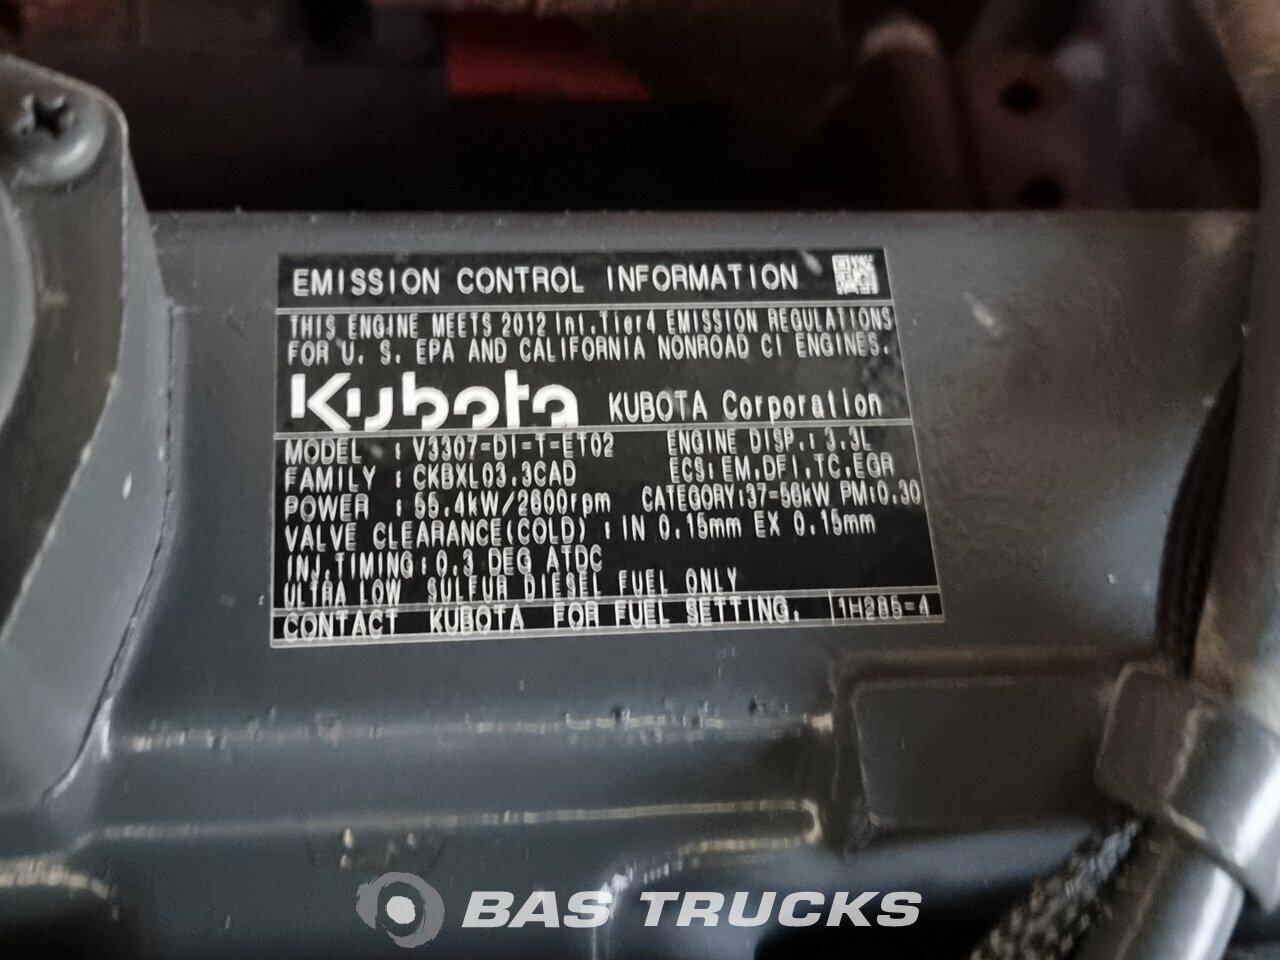 EMISSION CONTROL INFORMATION
THIS ENGINE MEETS 2012 Int.Tier4 EMISSION REGULATIONS
FOR U. S. EPA AND CALIFORNIA NONROAD CI ENGINES.
Kubota KUBOTA Corporation
MODEL : V3307-DI-T-ET02 ENGINE DISP.: 3.3L
FAMILY : CKBXL03.3CAD ECS: EM,DFI,TC,EGR
POWER : 55.4kW/2600rpm CATEGORY:37-56kW PM:0.30
VALVE CLEARANCE(COLD) : IN 0.15mm EX 0.15mm
INJ.TIMING: 0.3 DEG ATDC
ULTRA LOW SULFUR DIESEL FUEL ONLY
CONTACT KUBOTA FOR FUEL SETTING. 1H285-4
BAS TRUCKS